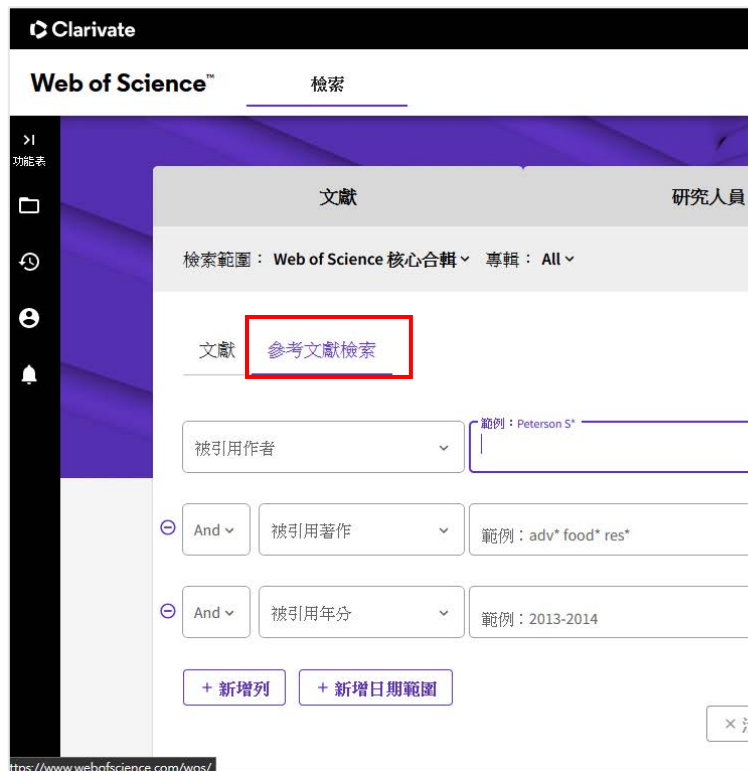 Clarivate
Web of Science™
檢索
功能表
文獻
研究人員
檢索範圍： Web of Science 核心合輯 專輯： All
文獻
參考文獻檢索
被引用作者
範例：Peterson S*
And
被引用著作
範例：adv* food* res*
And
被引用年分
範例：2013-2014
+ 新增列
+ 新增日期範圍
×
ttps://www.webofscience.com/wos/